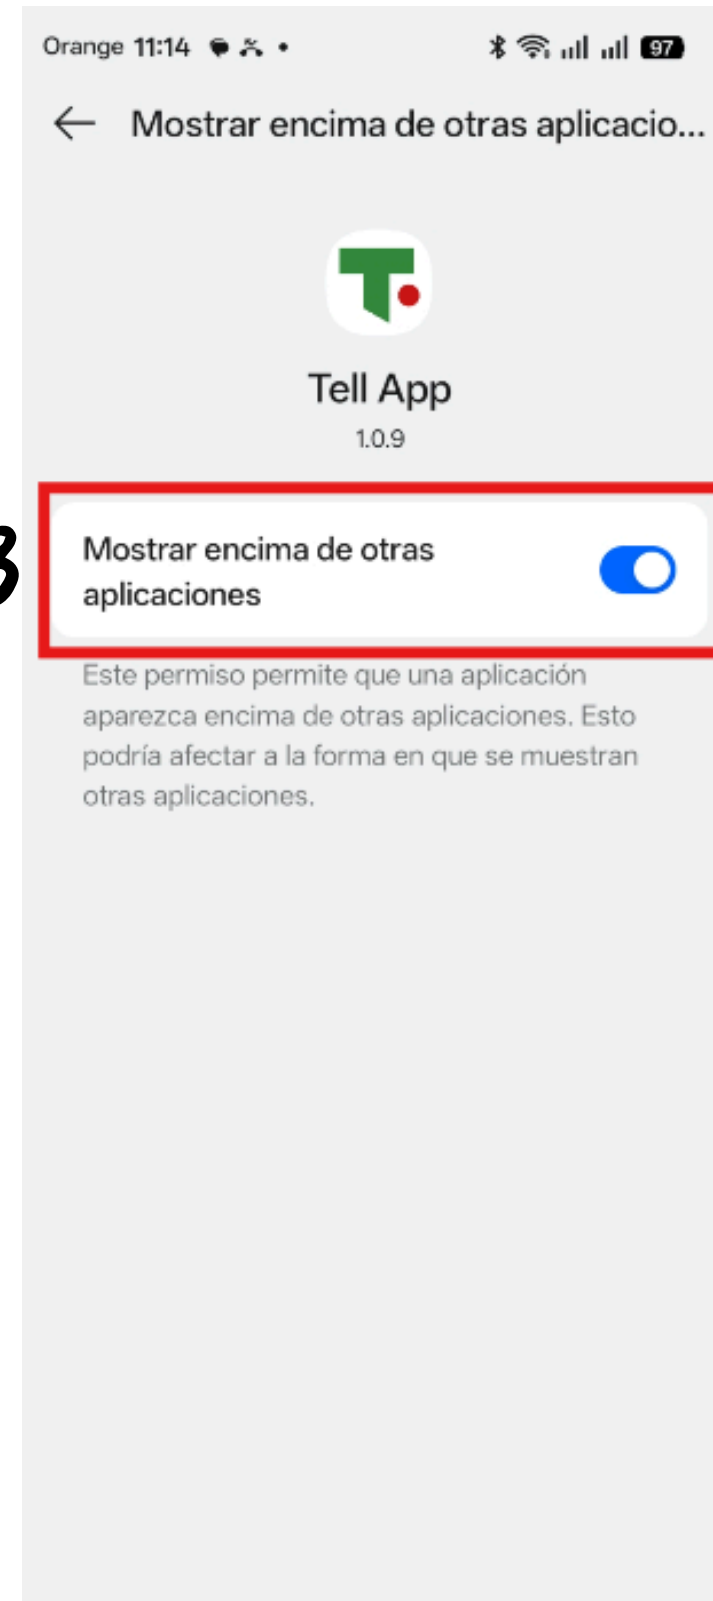 Orange 11:14 97
Mostrar encima de otras aplicacio...
T.
Tell App
1.0.9
3
Mostrar encima de otras
aplicaciones
Este permiso permite que una aplicación
aparezca encima de otras aplicaciones. Esto
podría afectar a la forma en que se muestran
otras aplicaciones.